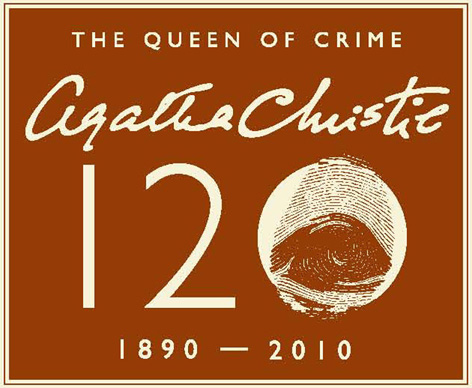 THE QUEEN OF CRIME
Agatha Christie
120
1890 — 2010